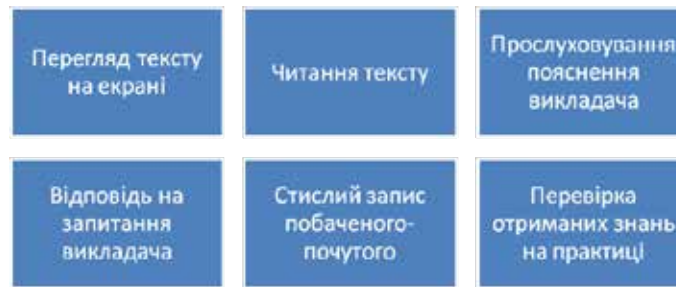 Перегляд тексту
на екрані
Читання тексту
Прослуховування
пояснення
викладача
Відповідь на
запитання
викладача
Стислий запис
побаченого-
почутого
Перевірка
отриманих знань
на практиці